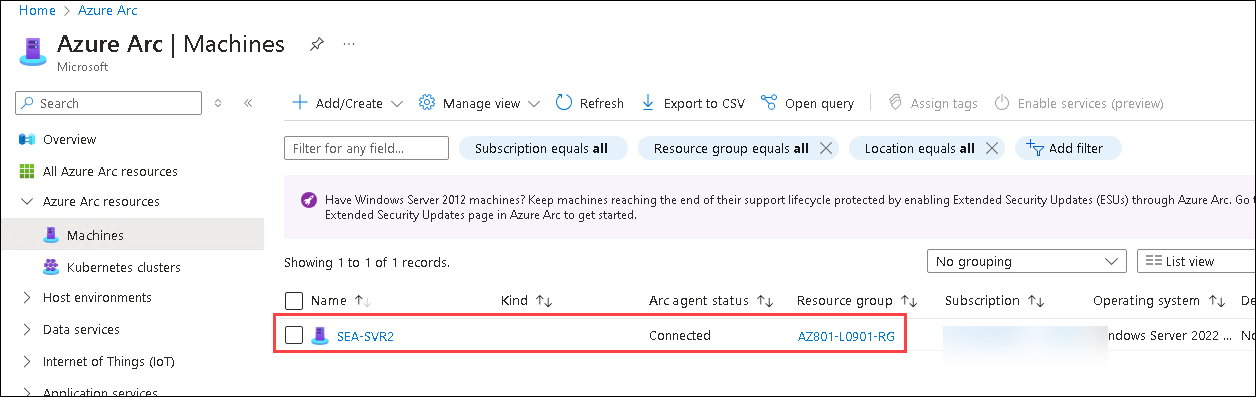 Home > Azure Arc
Azure Arc | Machines
Microsoft
Search
Add/Create
Manage view
Refresh
Export to CSV
Open query
Assign tags
Enable services (preview)
Overview
All Azure Arc resources
Azure Arc resources
Machines
Kubernetes clusters
Host environments
Data services
Internet of Things (IoT)
Application services
Filter for any field...
Subscription equals all
Resource group equals all
Location equals all
Add filter
Have Windows Server 2012 machines? Keep machines reaching the end of their support lifecycle protected by enabling Extended Security Updates (ESUs) through Azure Arc. Go t
Extended Security Updates page in Azure Arc to get started.
Showing 1 to 1 of 1 records.
No grouping
List view
Name Kind Arc agent status Resource group Subscription Operating system De
SEA-SVR2 Connected AZ801-L0901-RG ndows Server 2022 ... No